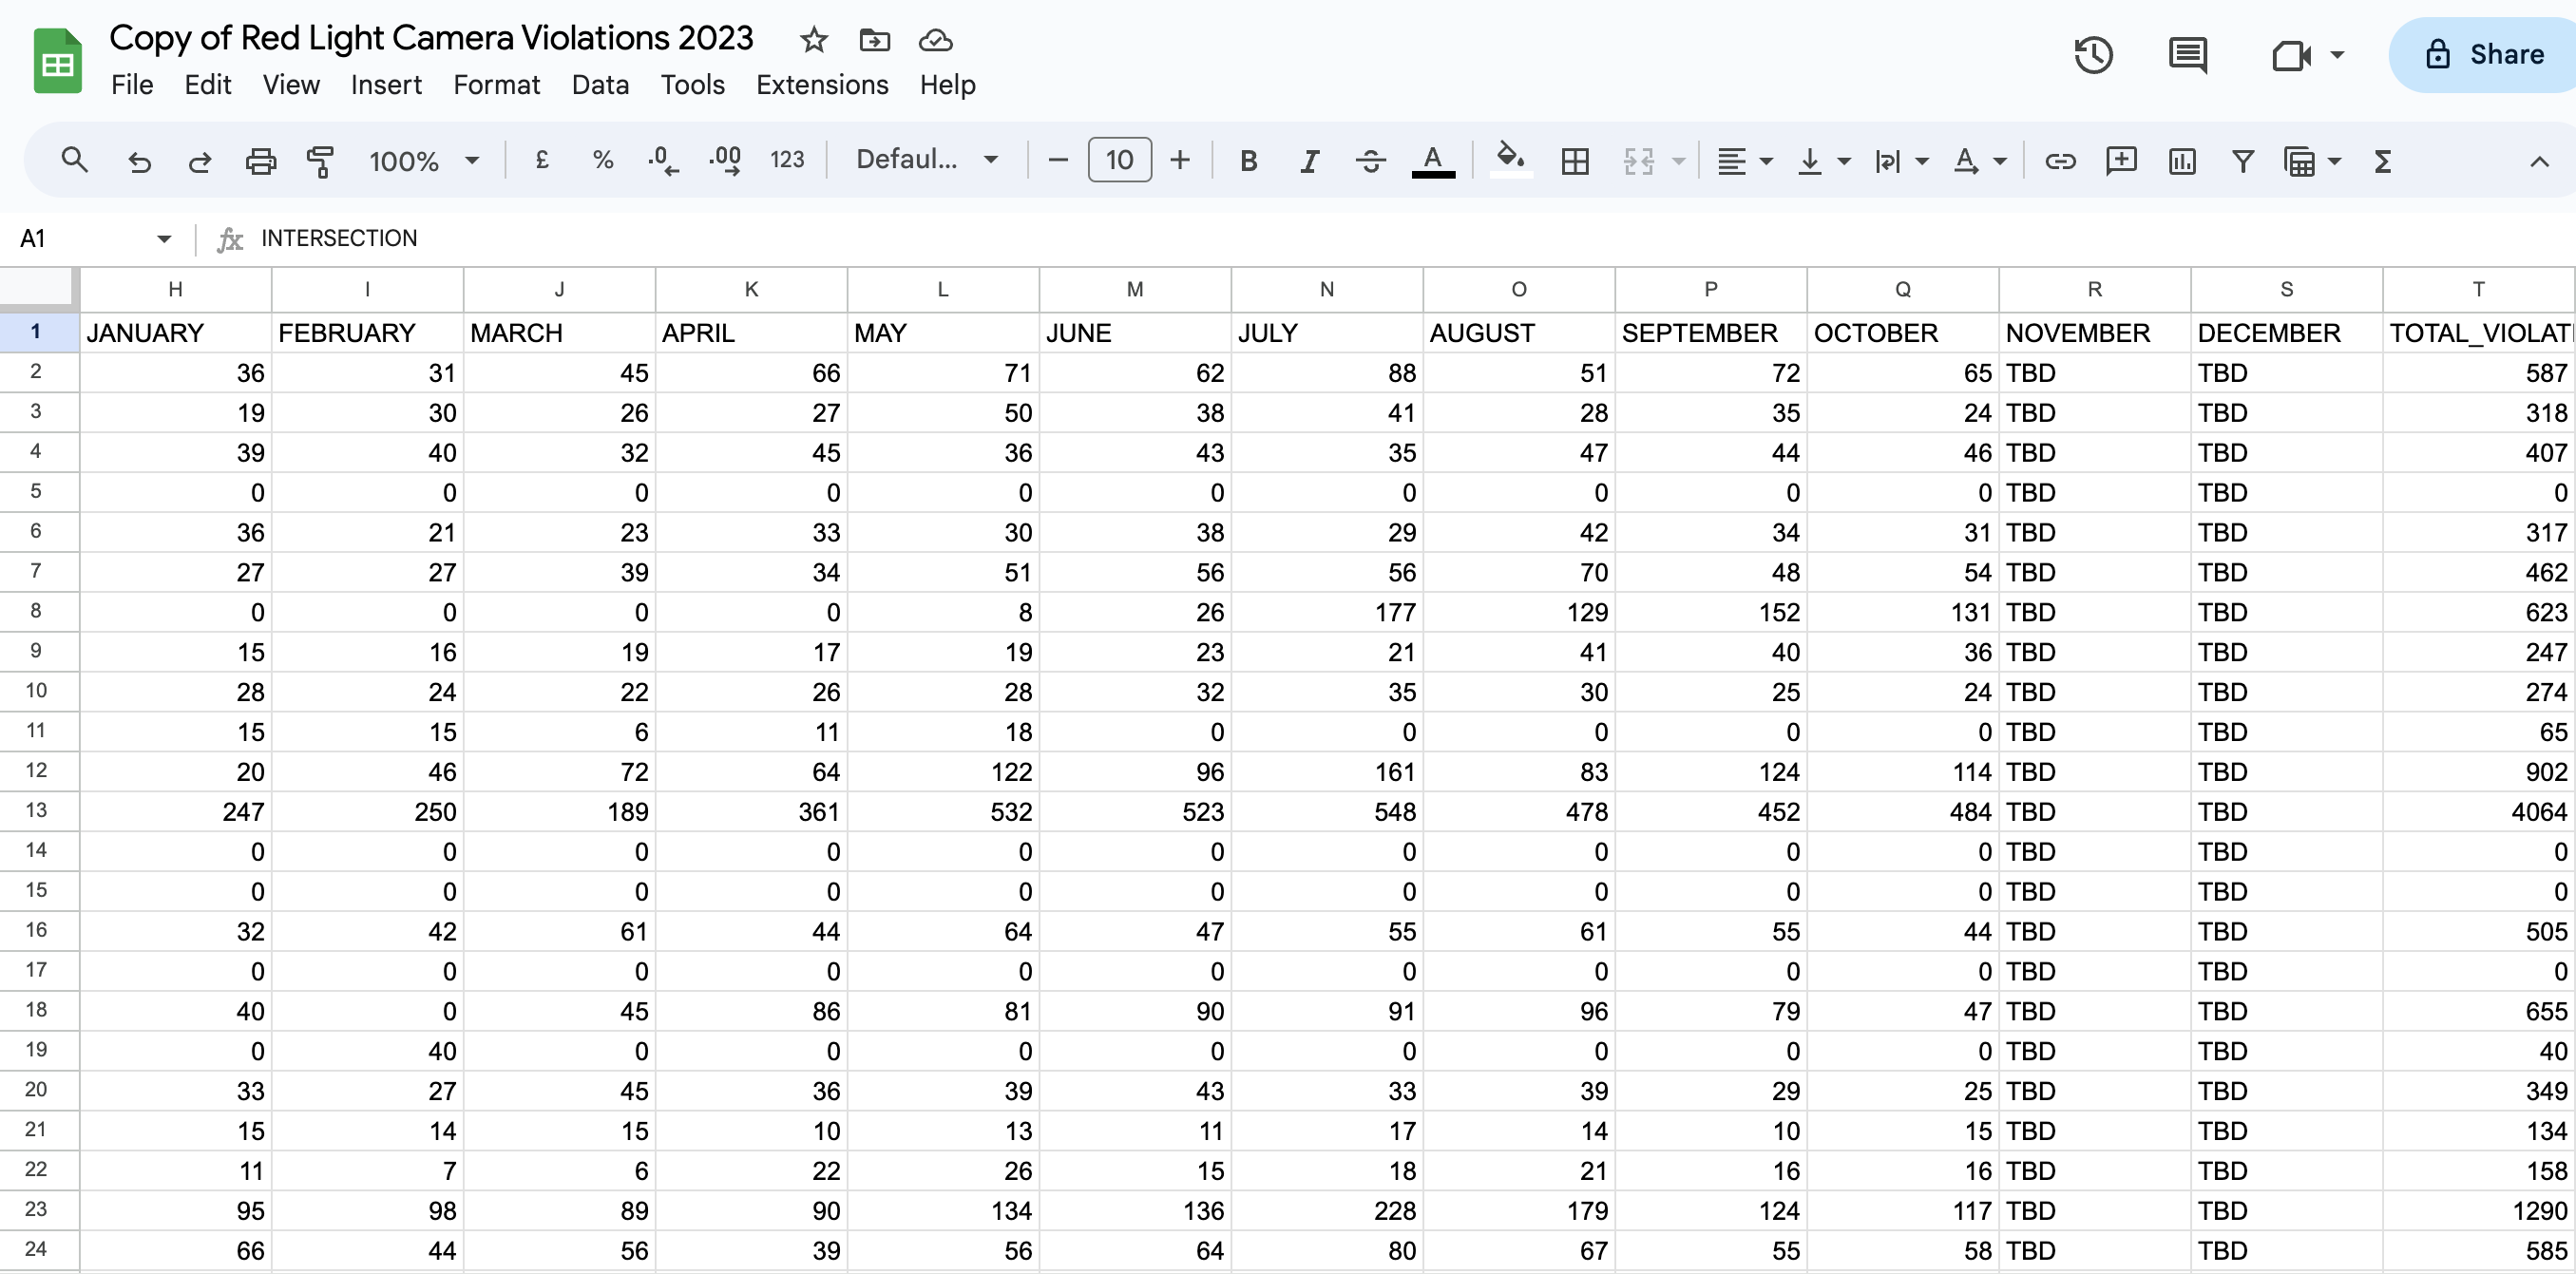 Copy of Red Light Camera Violations 2023
File Edit View Insert Format Data Tools Extensions Help
Share
100% £ % .0 .00 123 Defaul... 10 B I A A Σ
A1 fx INTERSECTION
H I J K L M N O P Q R S T
1 JANUARY FEBRUARY MARCH APRIL MAY JUNE JULY AUGUST SEPTEMBER OCTOBER NOVEMBER DECEMBER TOTAL_VIOLATI
2 36 31 45 66 71 62 88 51 72 65 TBD TBD 587
3 19 30 26 27 50 38 41 28 35 24 TBD TBD 318
4 39 40 32 45 36 43 35 47 44 46 TBD TBD 407
5 0 0 0 0 0 0 0 0 0 0 TBD TBD 0
6 36 21 23 33 30 38 29 42 34 31 TBD TBD 317
7 27 27 39 34 51 56 56 70 48 54 TBD TBD 462
8 0 0 0 0 8 26 177 129 152 131 TBD TBD 623
9 15 16 19 17 19 23 21 41 40 36 TBD TBD 247
10 28 24 22 26 28 32 35 30 25 24 TBD TBD 274
11 15 15 6 11 18 0 0 0 0 0 TBD TBD 65
12 20 46 72 64 122 96 161 83 124 114 TBD TBD 902
13 247 250 189 361 532 523 548 478 452 484 TBD TBD 4064
14 0 0 0 0 0 0 0 0 0 0 TBD TBD 0
15 0 0 0 0 0 0 0 0 0 0 TBD TBD 0
16 32 42 61 44 64 47 55 61 55 44 TBD TBD 505
17 0 0 0 0 0 0 0 0 0 0 TBD TBD 0
18 40 0 45 86 81 90 91 96 79 47 TBD TBD 655
19 0 40 0 0 0 0 0 0 0 0 TBD TBD 40
20 33 27 45 36 39 43 33 39 29 25 TBD TBD 349
21 15 14 15 10 13 11 17 14 10 15 TBD TBD 134
22 11 7 6 22 26 15 18 21 16 16 TBD TBD 158
23 95 98 89 90 134 136 228 179 124 117 TBD TBD 1290
24 66 44 56 39 56 64 80 67 55 58 TBD TBD 585